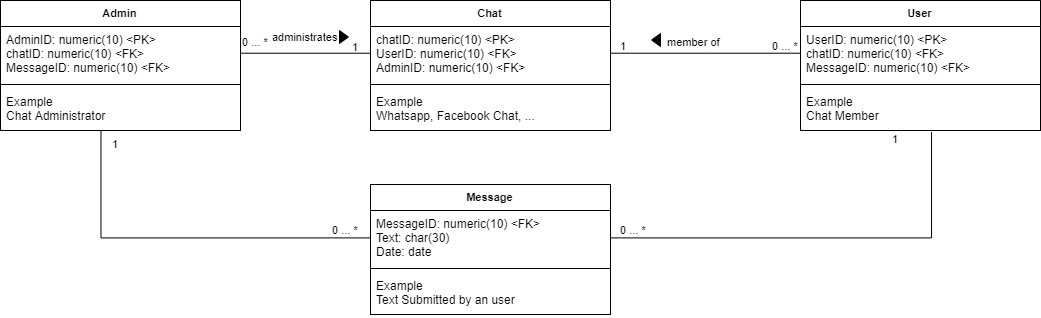 Admin
AdminID: numeric(10) <PK>
chatID: numeric(10) <FK>
MessageID: numeric(10) <FK>
Example
Chat Administrator
0 ... *
administrates
1
Chat
chatID: numeric(10) <PK>
UserID: numeric(10) <FK>
AdminID: numeric(10) <FK>
Example
Whatsapp, Facebook Chat, ...
1
member of
0 ... *
User
UserID: numeric(10) <PK>
chatID: numeric(10) <FK>
MessageID: numeric(10) <FK>
Example
Chat Member
1
1
0 ... *
Message
MessageID: numeric(10) <FK>
Text: char(30)
Date: date
Example
Text Submitted by an user
0 ... *